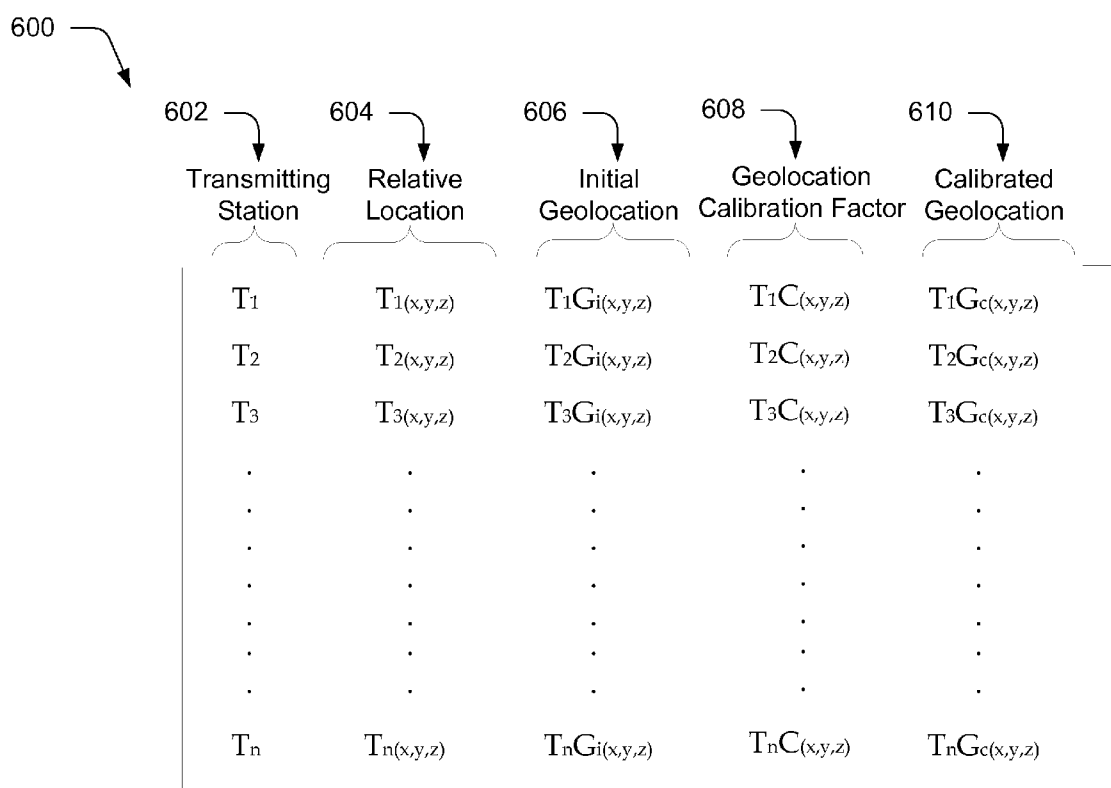 600
602 604 606 608 610
Transmitting Station Relative Location Initial Geolocation Geolocation Calibration Factor Calibrated Geolocation
T1 T1(x,y,z) T1Gi(x,y,z) T1C(x,y,z) T1Gc(x,y,z)
T2 T2(x,y,z) T2Gi(x,y,z) T2C(x,y,z) T2Gc(x,y,z)
T3 T3(x,y,z) T3Gi(x,y,z) T3C(x,y,z) T3Gc(x,y,z)
. . . . .
. . . . .
. . . . .
. . . . .
. . . . .
. . . . .
. . . . .
Tn Tn(x,y,z) TnGi(x,y,z) TnC(x,y,z) TnGc(x,y,z)